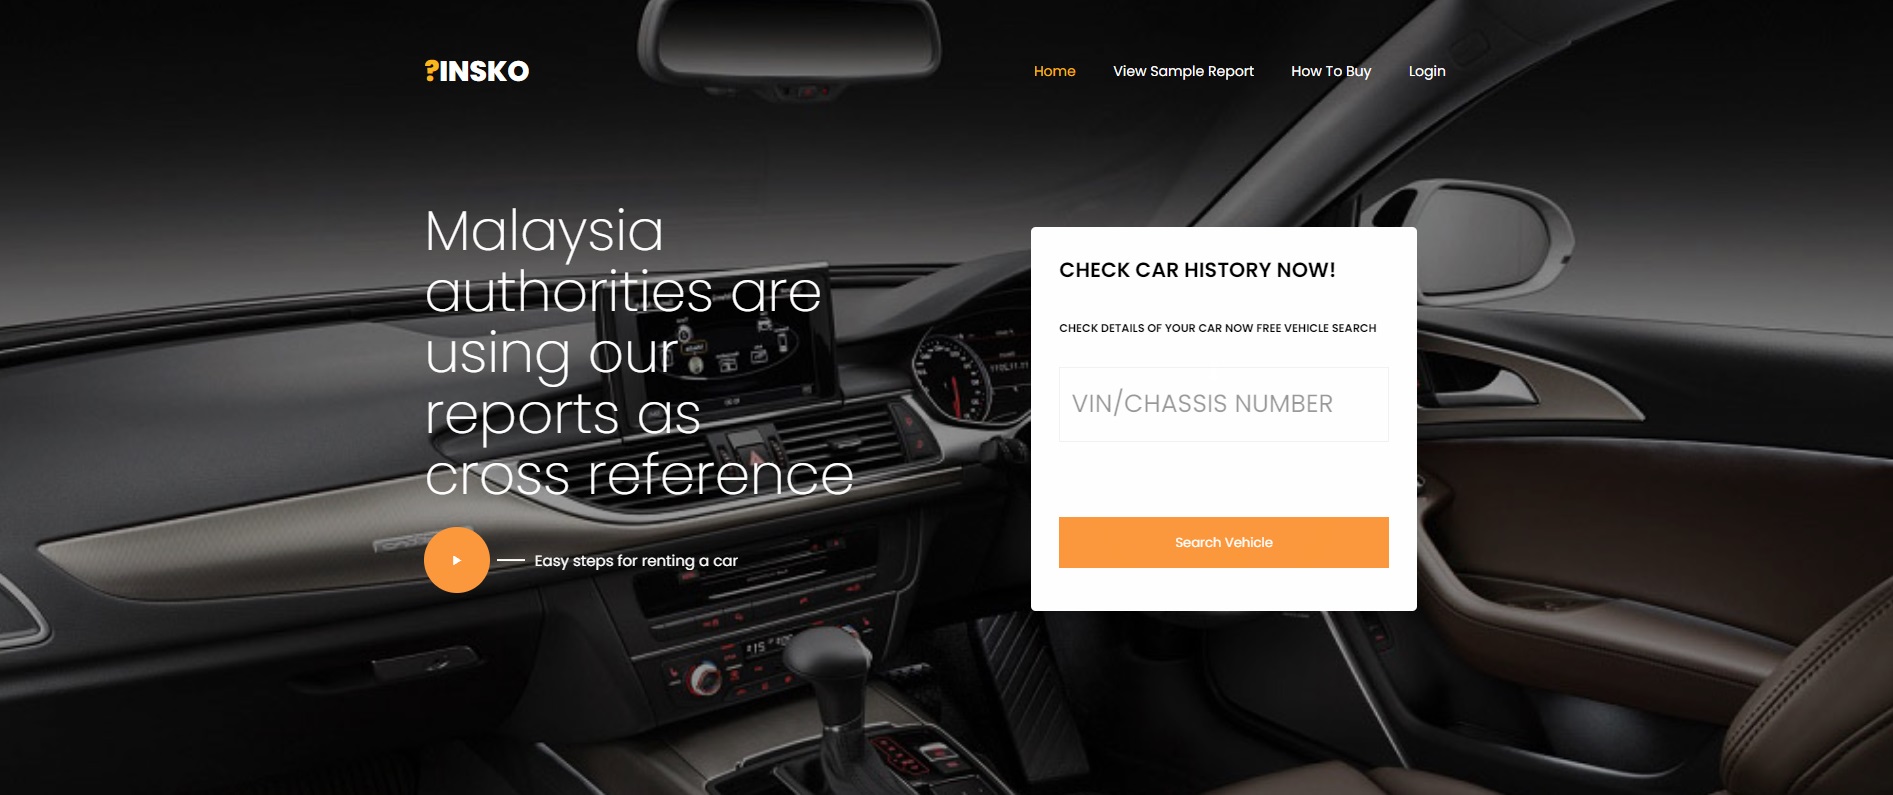 ?INSKO
Home
View Sample Report
How To Buy
Login
Malaysia
authorities are
using our
reports as
cross reference
Easy steps for renting a car
CHECK CAR HISTORY NOW!
CHECK DETAILS OF YOUR CAR NOW FREE VEHICLE SEARCH
VIN/CHASSIS NUMBER
Search Vehicle